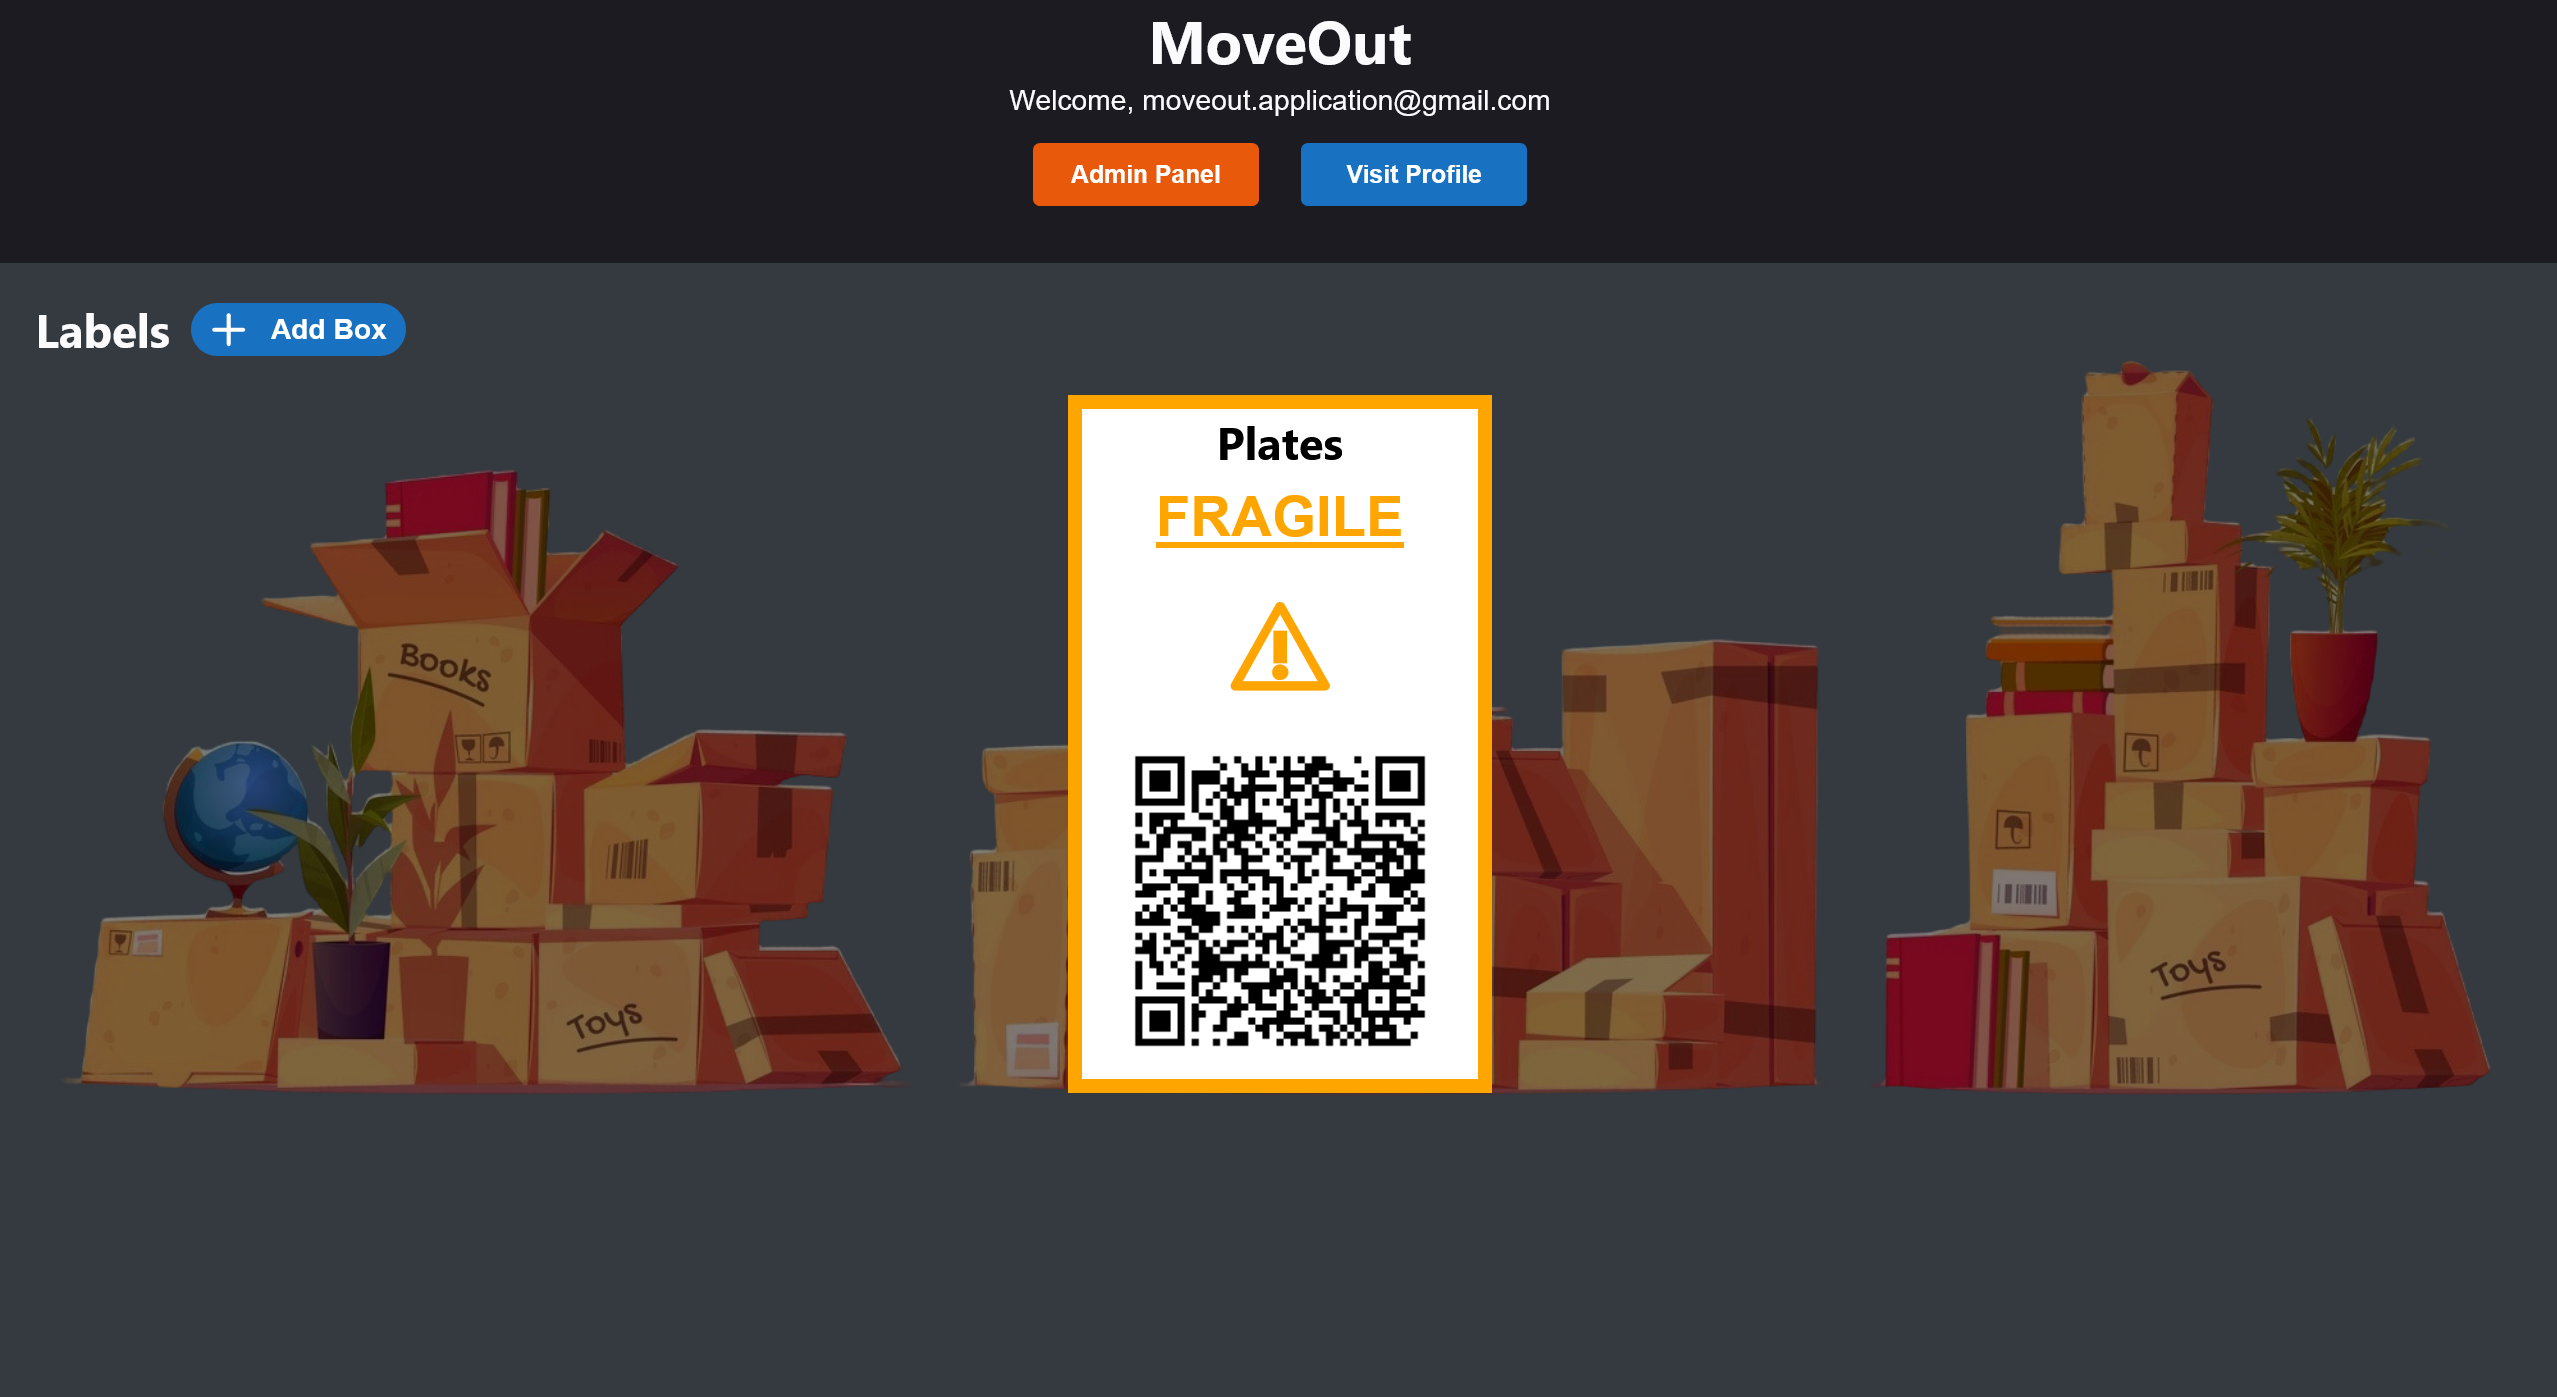 MoveOut
Welcome, moveout.application@gmail.com
Admin Panel
Visit Profile
Labels
Add Box
Plates
FRAGILE
Books
Toys
Toys